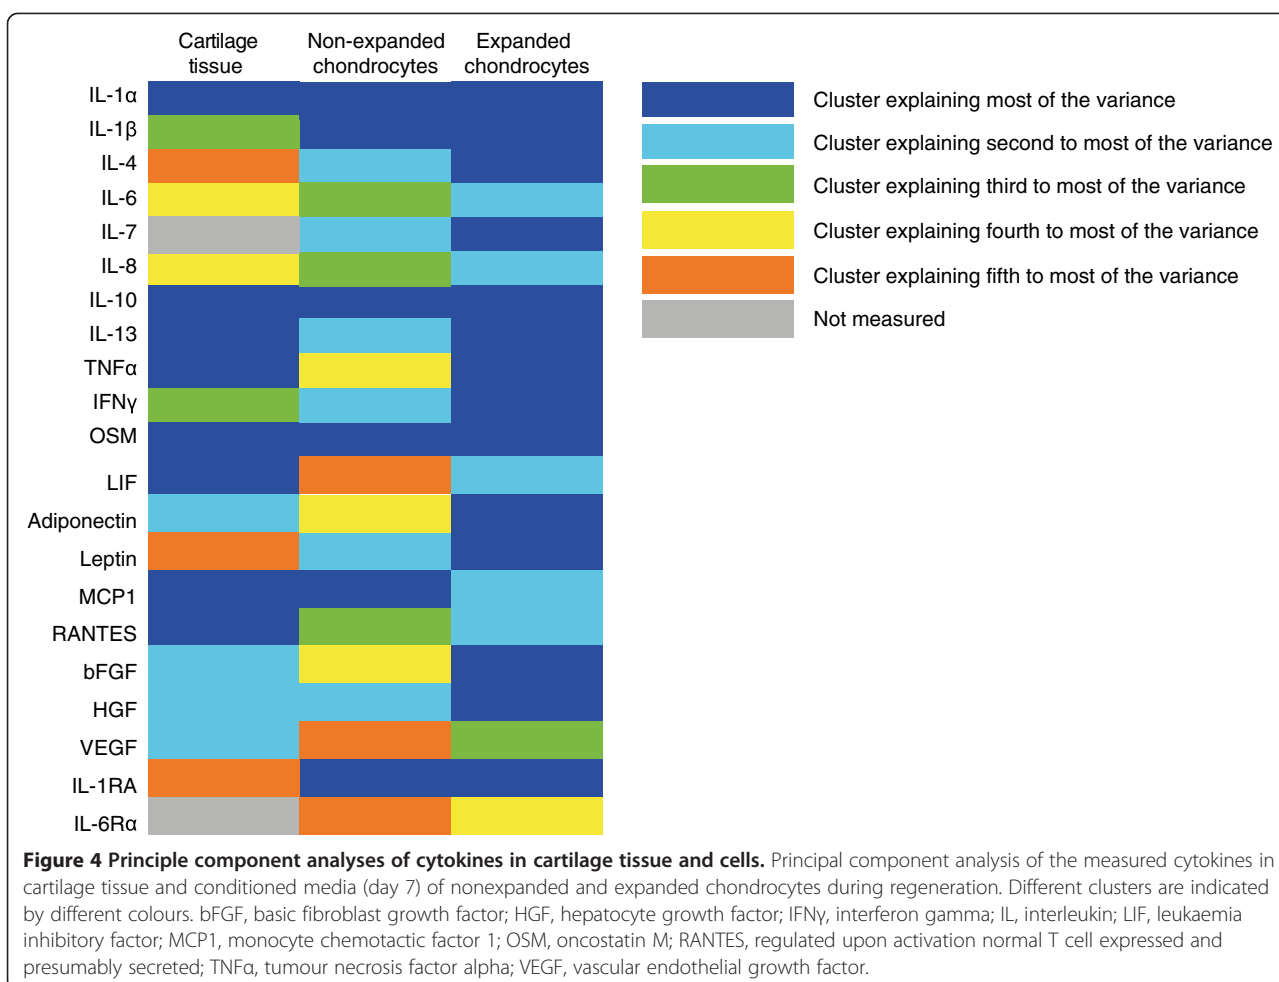 Cartilage tissue
Non-expanded chondrocytes
Expanded chondrocytes
IL-1α
IL-1β
IL-4
IL-6
IL-7
IL-8
IL-10
IL-13
TNFα
IFNγ
OSM
LIF
Adiponectin
Leptin
MCP1
RANTES
bFGF
HGF
VEGF
IL-1RA
IL-6Rα
Cluster explaining most of the variance
Cluster explaining second to most of the variance
Cluster explaining third to most of the variance
Cluster explaining fourth to most of the variance
Cluster explaining fifth to most of the variance
Not measured
Figure 4 Principle component analyses of cytokines in cartilage tissue and cells. Principal component analysis of the measured cytokines in
cartilage tissue and conditioned media (day 7) of nonexpanded and expanded chondrocytes during regeneration. Different clusters are indicated
by different colours. bFGF, basic fibroblast growth factor; HGF, hepatocyte growth factor; IFNγ, interferon gamma; IL, interleukin; LIF, leukaemia
inhibitory factor; MCP1, monocyte chemotactic factor 1; OSM, oncostatin M; RANTES, regulated upon activation normal T cell expressed and
presumably secreted; TNFα, tumour necrosis factor alpha; VEGF, vascular endothelial growth factor.